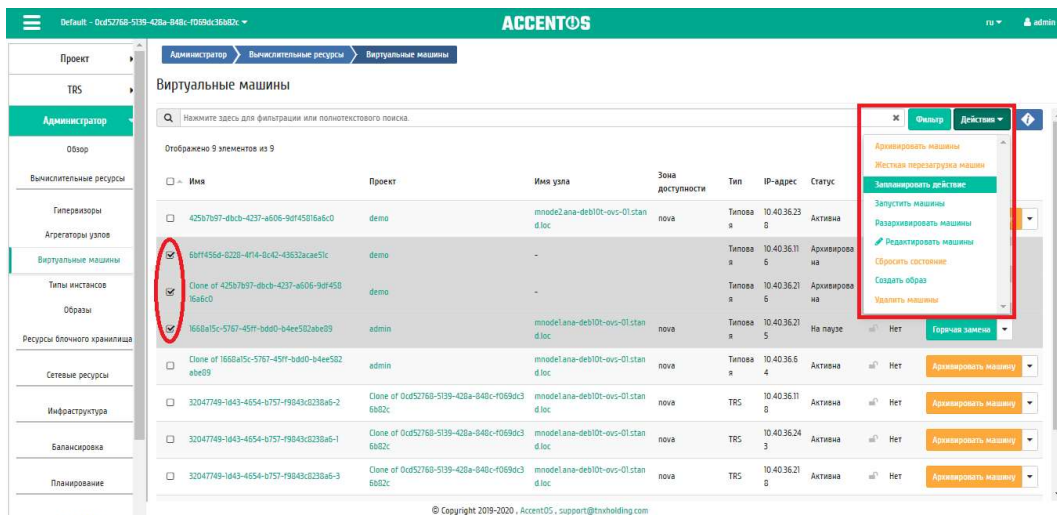 Default - 0cd52768-5139-428a-848c-f069dc36b82c
ACCENTOS
ru
admin
Проект
TRS
Администратор
Обзор
Вычислительные ресурсы
Гипервизоры
Агрегаторы узлов
Виртуальные машины
Типы инстансов
Образы
Ресурсы блочного хранилища
Сетевые ресурсы
Инфраструктура
Балансировка
Планирование
Администратор
Вычислительные ресурсы
Виртуальные машины
Виртуальные машины
Нажмите здесь для фильтрации или полнотекстового поиска.
Фильтр
Действия
Архивировать машины
Жесткая перезагрузка машин
Запланировать действие
Запустить машины
Разархивировать машины
Редактировать машины
Сбросить состояние
Создать образ
Удалить машины
Отображено 9 элементов из 9
Имя Проект Имя узла Зона доступности Тип IP-адрес Статус
425b7b97-dbcb-4237-a606-9df45816a6c0 demo mnode2.ana-deb10t-ovs-01.stand.loc nova Типовая 10.40.36.238 Активна
6bff456d-8228-4f14-8c42-43632acae51c demo - Типовая 10.40.36.116 Архивирована
Clone of 425b7b97-dbcb-4237-a606-9df45816a6c0 demo - Типовая 10.40.36.216 Архивирована
1668a15c-5767-45ff-bdd0-b4ee582abe89 admin mnode1.ana-deb10t-ovs-01.stand.loc nova Типовая 10.40.36.215 На паузе Нет Горячая замена
Clone of 1668a15c-5767-45ff-bdd0-b4ee582abe89 admin mnode1.ana-deb10t-ovs-01.stand.loc nova Типовая 10.40.36.64 Активна Нет Архивировать машину
32047749-1d43-4654-b757-f9843c8238a6-2 Clone of 0cd52768-5139-428a-848c-f069dc36b82c mnode1.ana-deb10t-ovs-01.stand.loc nova TRS 10.40.36.118 Активна Нет Архивировать машину
32047749-1d43-4654-b757-f9843c8238a6-1 Clone of 0cd52768-5139-428a-848c-f069dc36b82c mnode1.ana-deb10t-ovs-01.stand.loc nova TRS 10.40.36.243 Активна Нет Архивировать машину
32047749-1d43-4654-b757-f9843c8238a6-3 Clone of 0cd52768-5139-428a-848c-f069dc36b82c mnode1.ana-deb10t-ovs-01.stand.loc nova TRS 10.40.36.218 Активна Нет Архивировать машину
© Copyright 2019-2020 , AccentOS , support@tnxholding.com